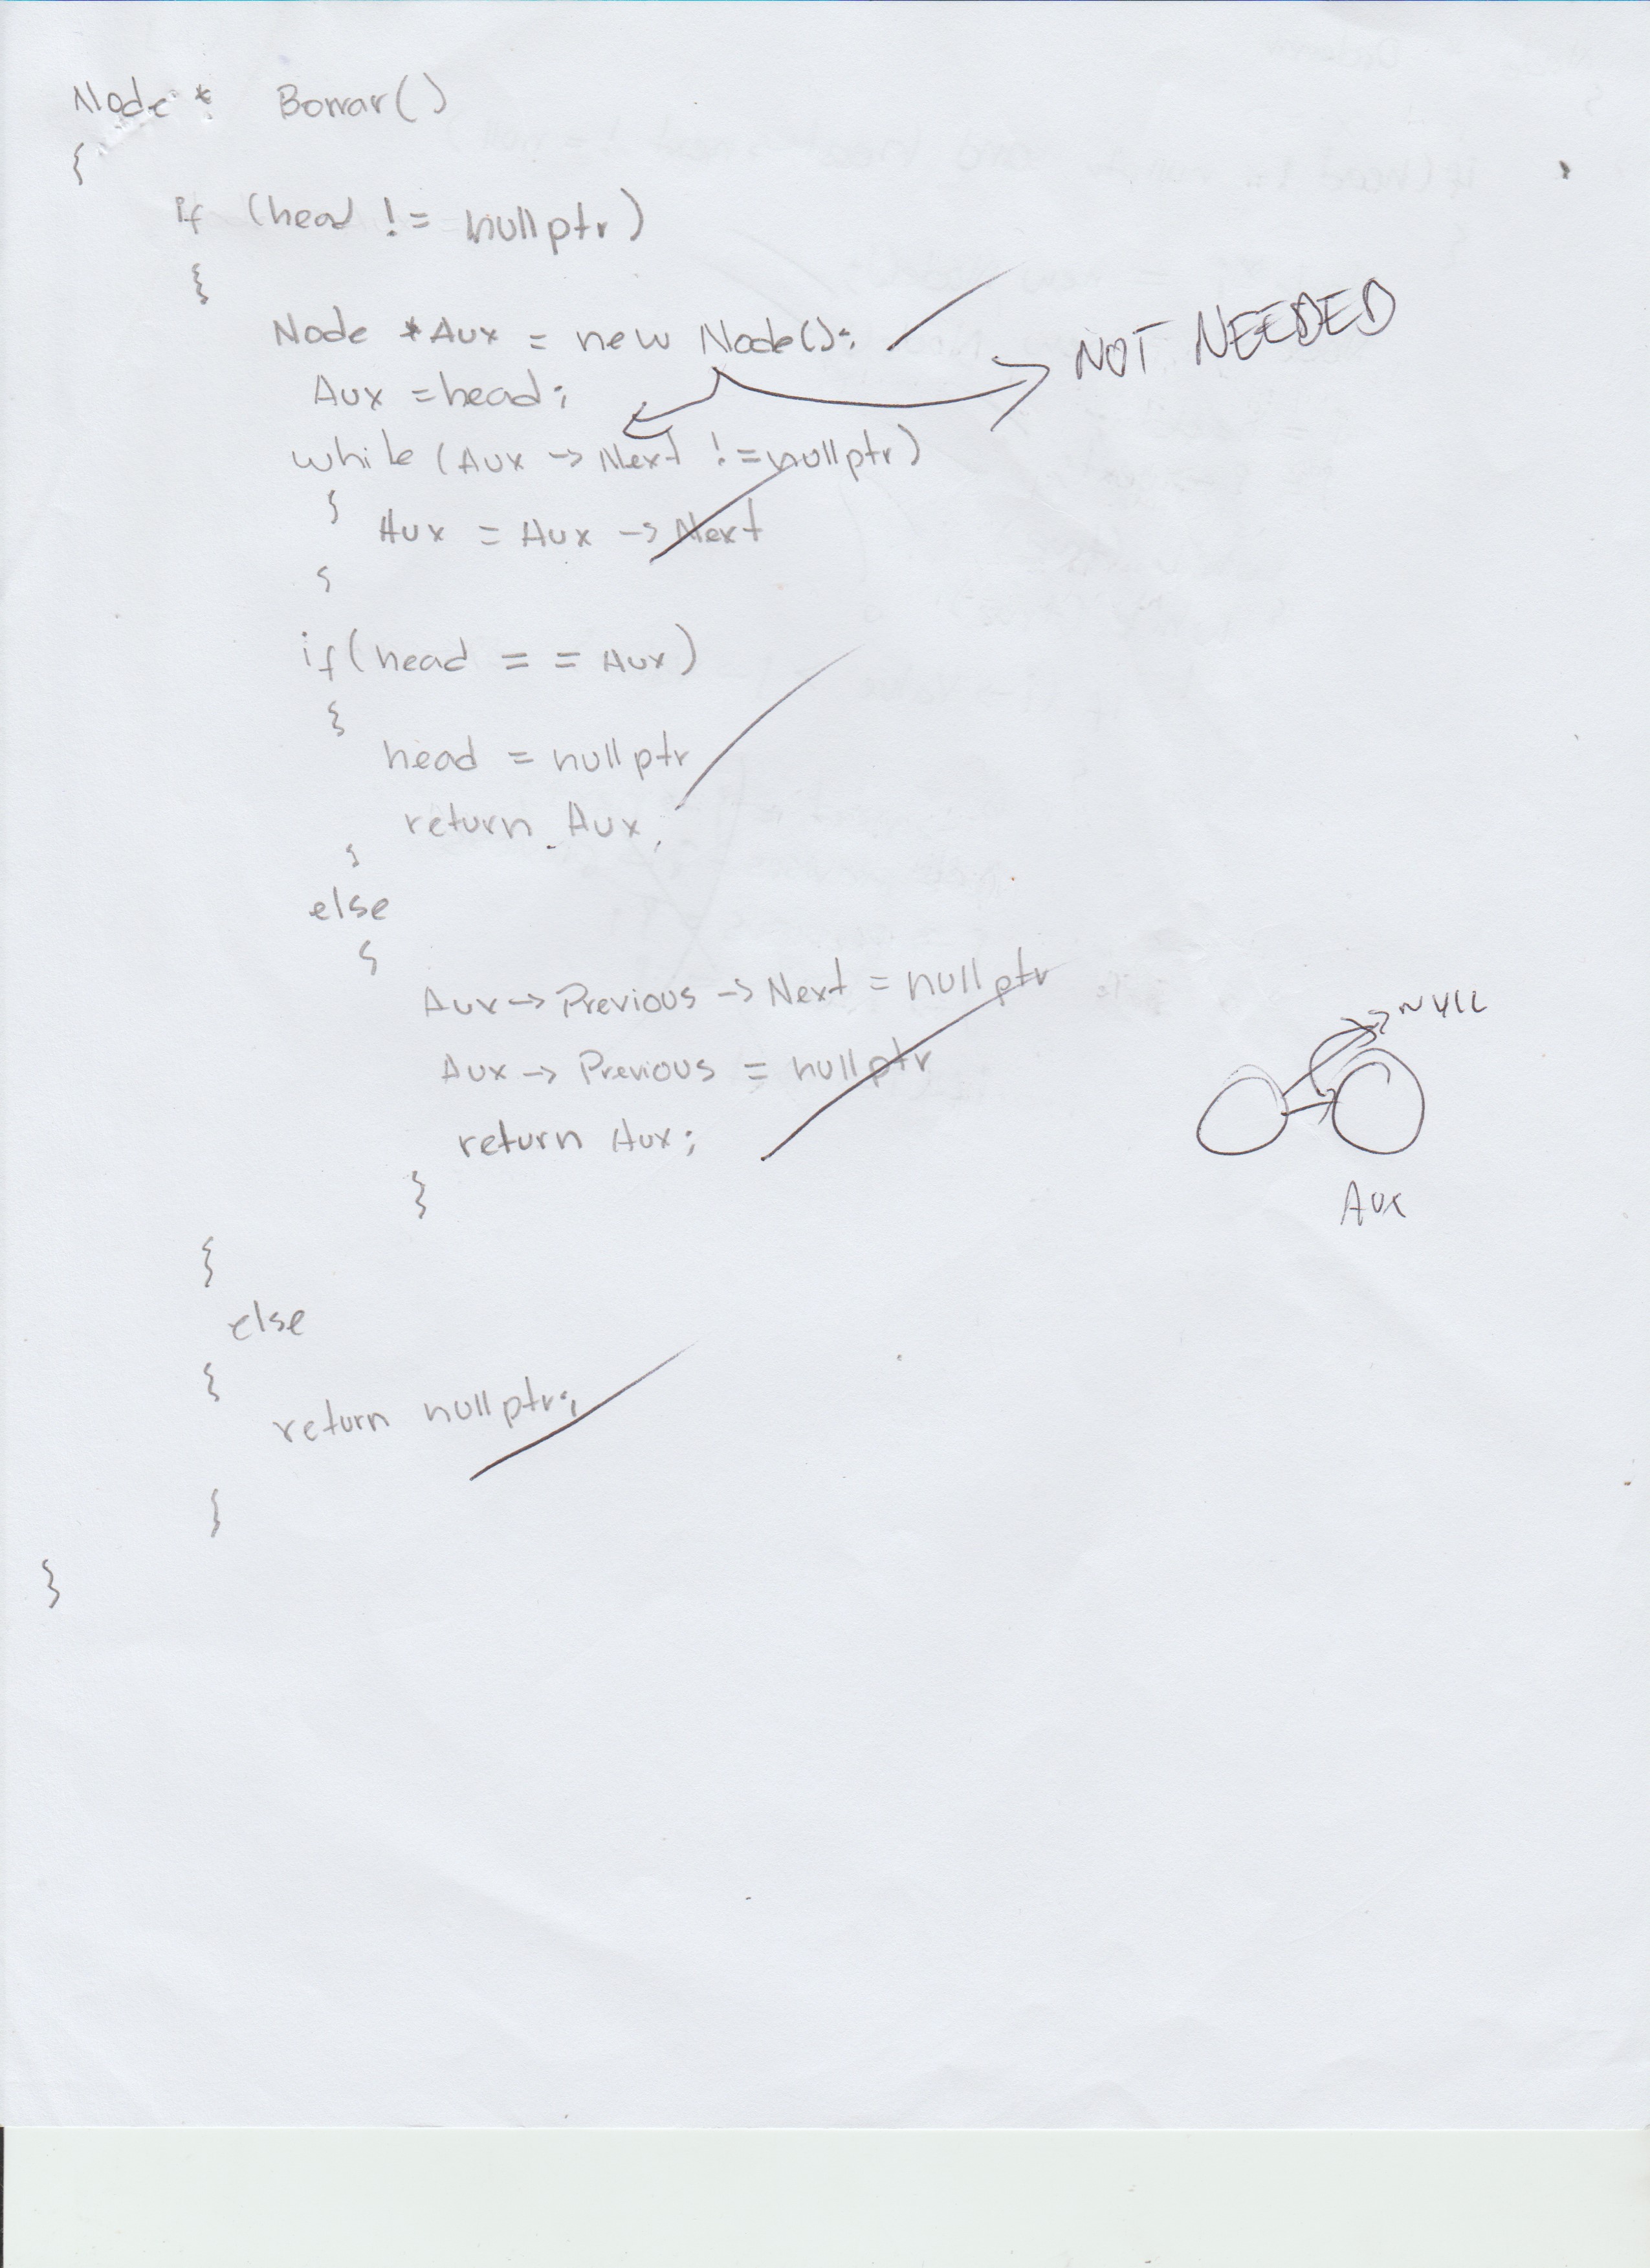 Node * Borrar()
{
if (head != nullptr)
{
Node *Aux = new Node();
NOT NEEDED
Aux = head;
while (Aux -> Next != nullptr)
{
Aux = Aux -> Next
}
if (head == Aux)
{
head = nullptr
return Aux;
}
else
{
Aux -> Previous -> Next = nullptr
Aux -> Previous = nullptr
return Aux;
}
NULL
AUX
}
else
{
return nullptr;
}
}